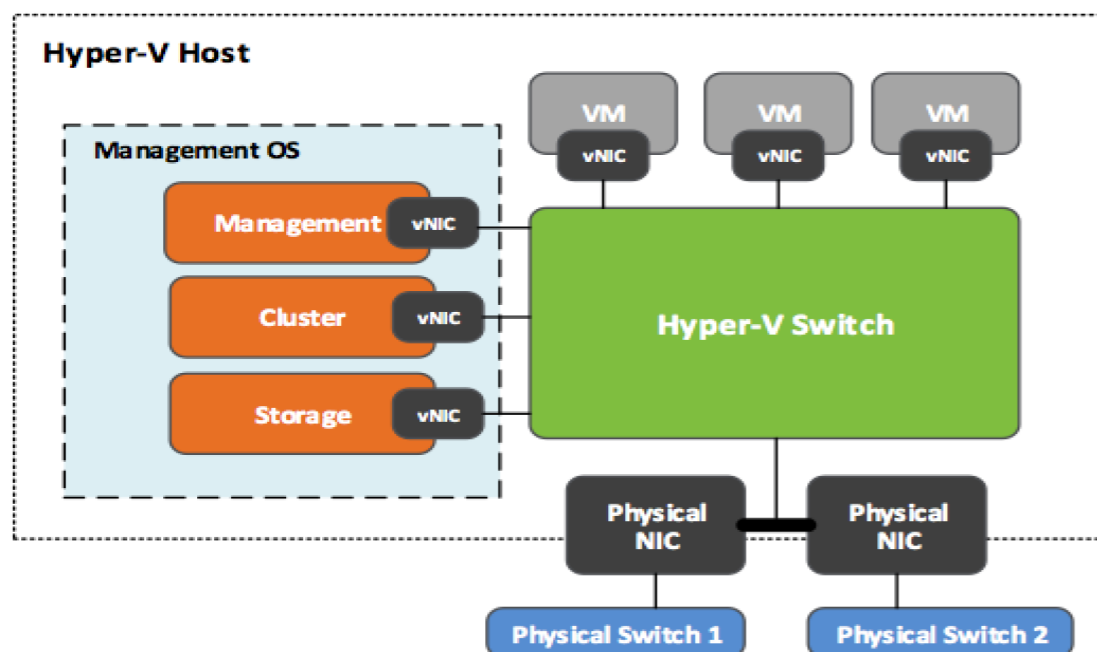 Hyper-V Host
VM
VM
VM
vNIC
vNIC
vNIC
Management OS
Management
vNIC
Cluster
vNIC
Storage
vNIC
Hyper-V Switch
Physical
NIC
Physical
NIC
Physical Switch 1
Physical Switch 2